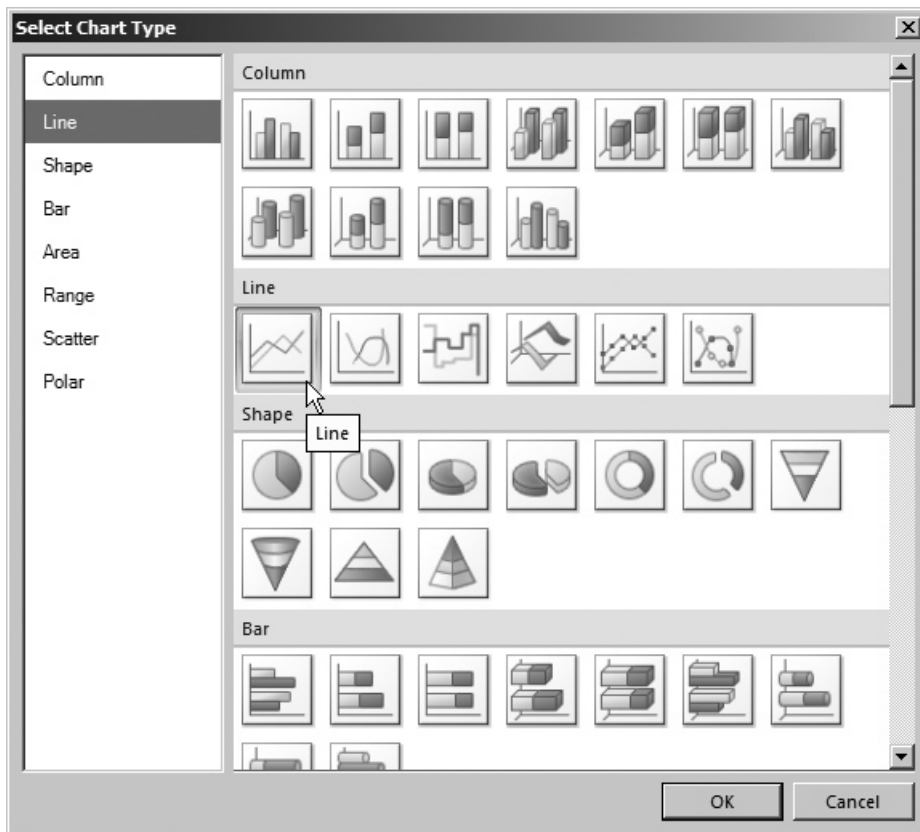 Select Chart Type
Column
Line
Shape
Bar
Area
Range
Scatter
Polar
Column
Line
Line
Shape
Bar
OK
Cancel